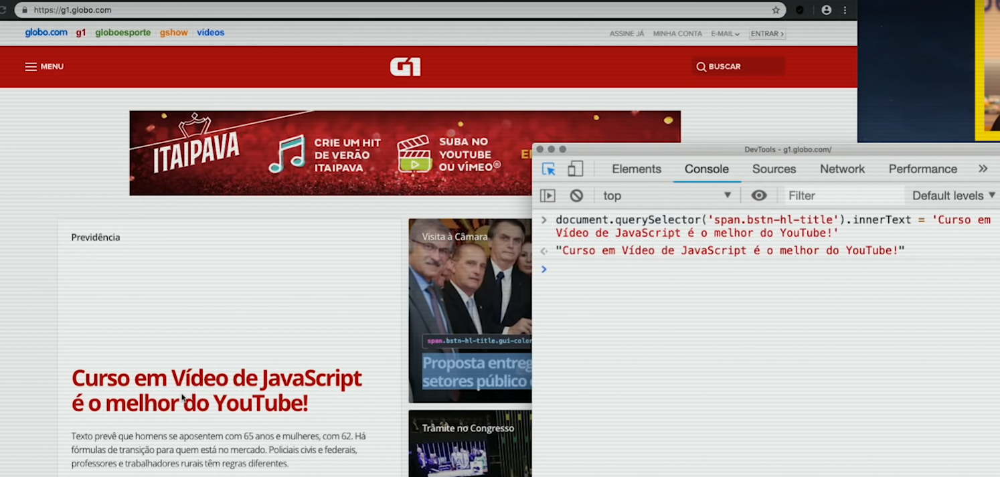 https://g1.globo.com
globo.com g1 globoesporte gshow vídeos
ASSINE JÁ MINHA CONTA E-MAIL ENTRAR ›
MENU
G1
BUSCAR
ITAIPAVA
CRIE UM HIT
DE VERÃO
ITAIPAVA
SUBA NO
YOUTUBE
OU VÍMEO®
Previdência
Curso em Vídeo de JavaScript
é o melhor do YouTube!
Texto prevê que homens se aposentem com 65 anos e mulheres, com 62. Há
fórmulas de transição para quem está no mercado. Policiais civis e federais,
professores e trabalhadores rurais têm regras diferentes.
Visita à Câmara
span.bstn-hl-title.gui-color
Proposta entreg
setores público
Trâmite no Congresso
DevTools - g1.globo.com/
Elements Console Sources Network Performance »
top Filter Default levels
> document.querySelector('span.bstn-hl-title').innerText = 'Curso em
Vídeo de JavaScript é o melhor do YouTube!'
"Curso em Vídeo de JavaScript é o melhor do YouTube!"
>